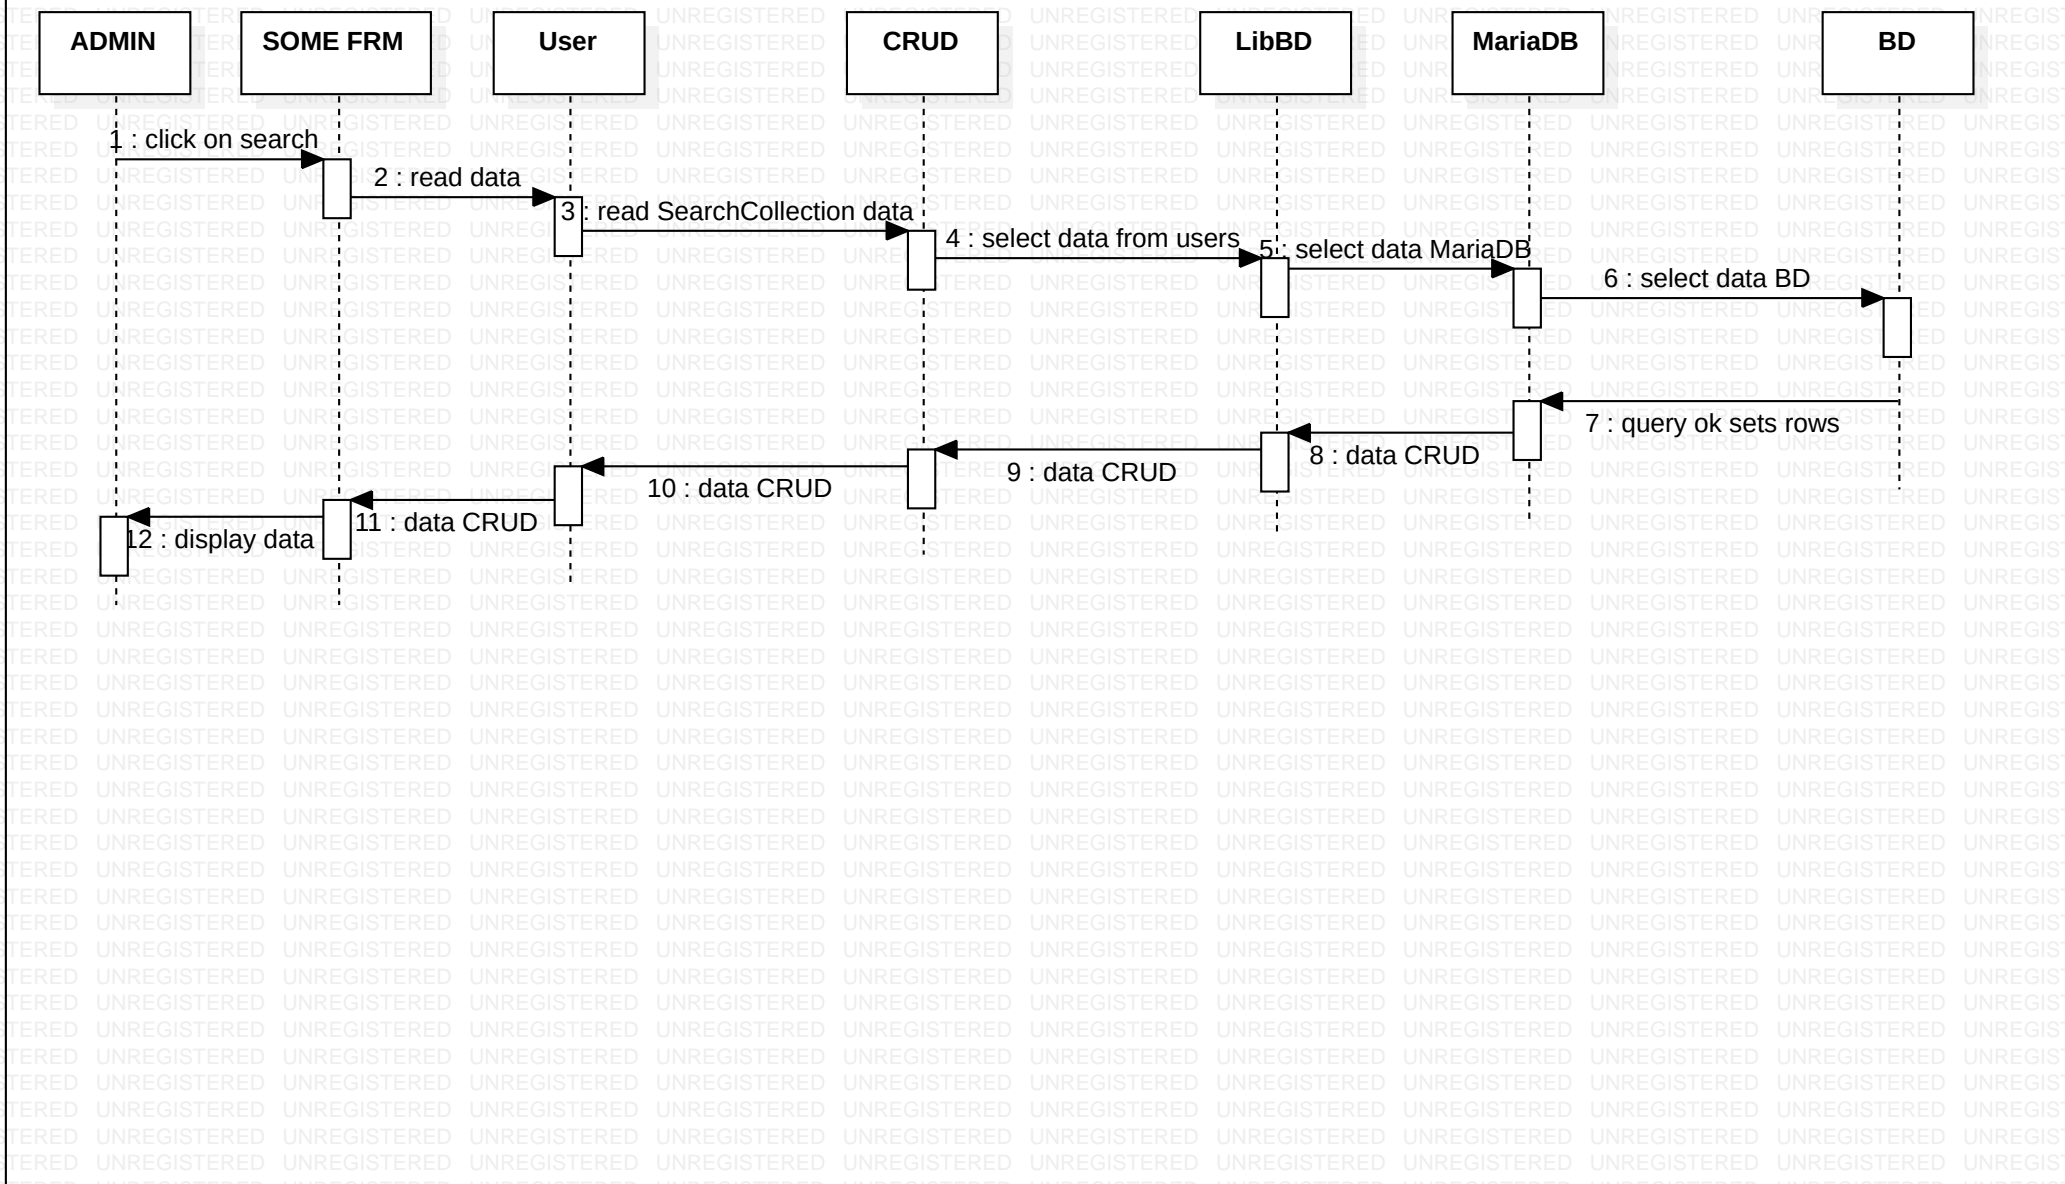 ADMIN
SOME FRM
User
CRUD
LibBD
MariaDB
BD
1 : click on search
2 : read data
3 : read SearchCollection data
4 : select data from users
5 : select data MariaDB
6 : select data BD
7 : query ok sets rows
8 : data CRUD
9 : data CRUD
10 : data CRUD
11 : data CRUD
12 : display data
UNREGISTERED